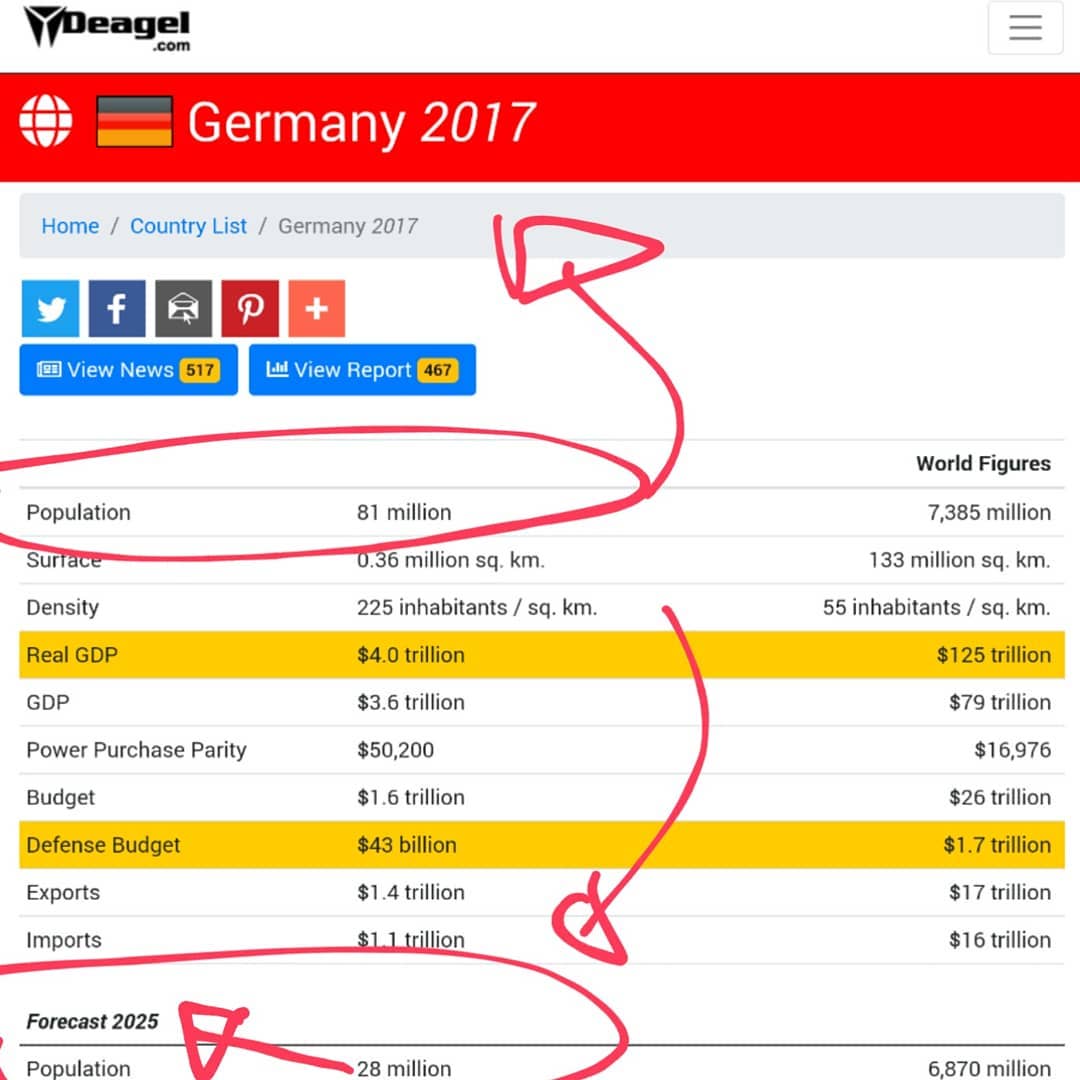 Deagel
.com
Germany 2017
Home / Country List / Germany 2017
View News 517 View Report 467
World Figures
Population 81 million 7,385 million
Surface 0.36 million sq. km. 133 million sq. km.
Density 225 inhabitants / sq. km. 55 inhabitants / sq. km.
Real GDP $4.0 trillion $125 trillion
GDP $3.6 trillion $79 trillion
Power Purchase Parity $50,200 $16,976
Budget $1.6 trillion $26 trillion
Defense Budget $43 billion $1.7 trillion
Exports $1.4 trillion $17 trillion
Imports $1.1 trillion $16 trillion
Forecast 2025
Population 28 million 6,870 million